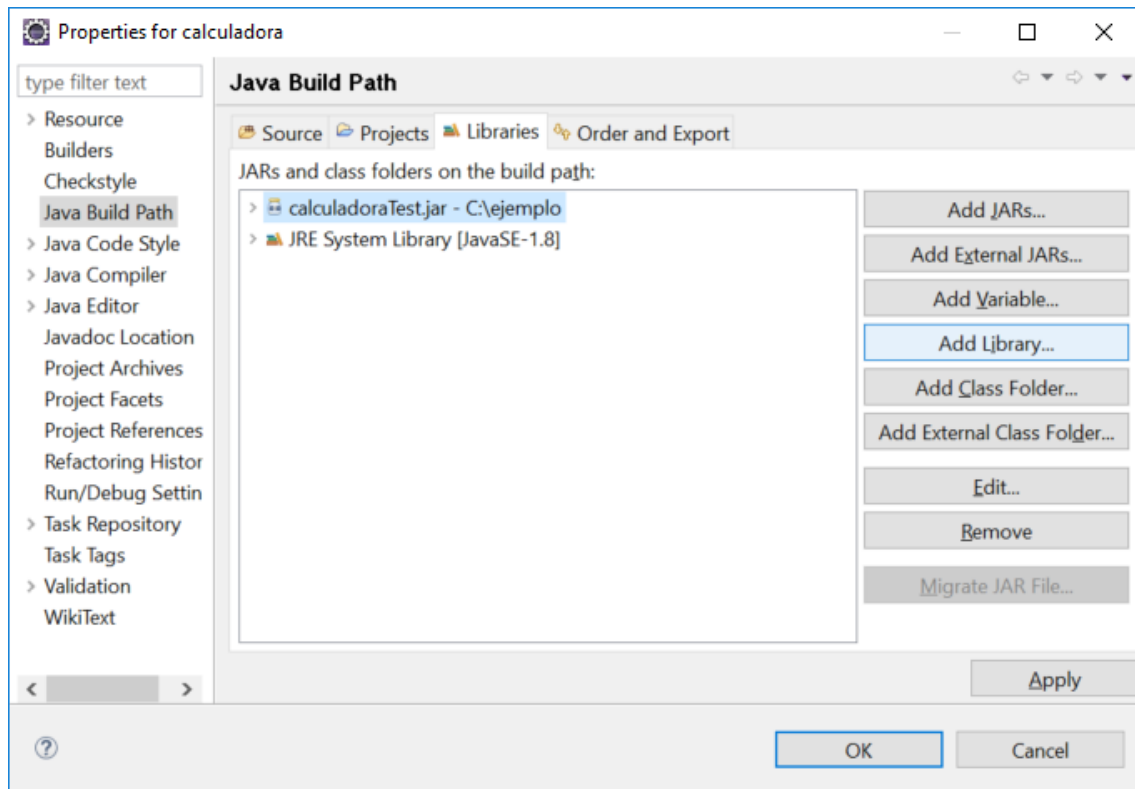 Properties for calculadora
type filter text
Resource
Builders
Checkstyle
Java Build Path
Java Code Style
Java Compiler
Java Editor
Javadoc Location
Project Archives
Project Facets
Project References
Refactoring Histor
Run/Debug Settin
Task Repository
Task Tags
Validation
WikiText
Java Build Path
Source Projects Libraries Order and Export
JARs and class folders on the build path:
calculadoraTest.jar - C:\ejemplo
JRE System Library [JavaSE-1.8]
Add JARs...
Add External JARs...
Add Variable...
Add Library...
Add Class Folder...
Add External Class Folder...
Edit...
Remove
Migrate JAR File...
Apply
OK Cancel